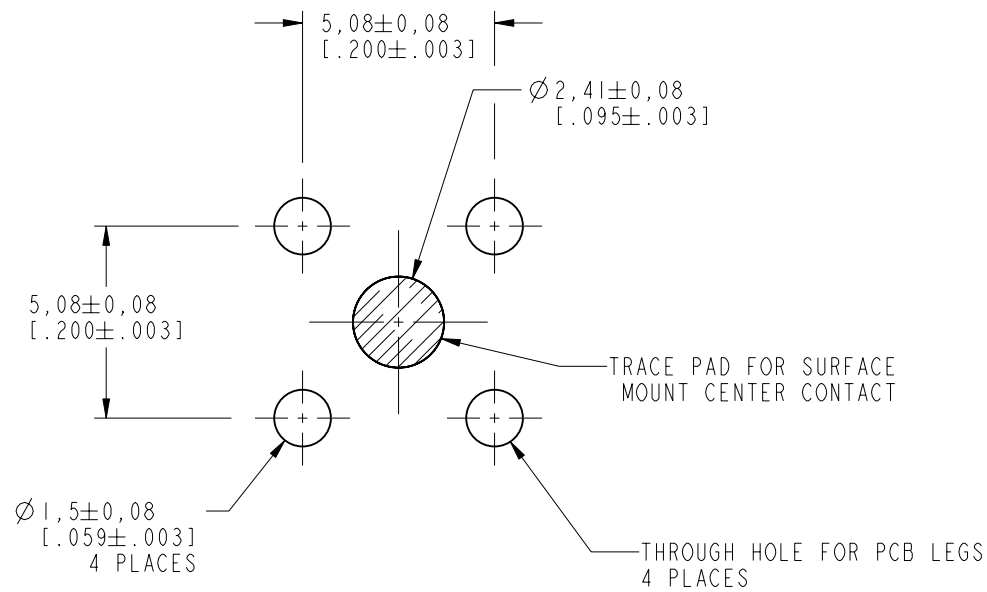 5,08±0,08
[.200±.003]
Ø2,41±0,08
[.095±.003]
5,08±0,08
[.200±.003]
TRACE PAD FOR SURFACE
MOUNT CENTER CONTACT
Ø1,5±0,08
[.059±.003]
4 PLACES
THROUGH HOLE FOR PCB LEGS
4 PLACES